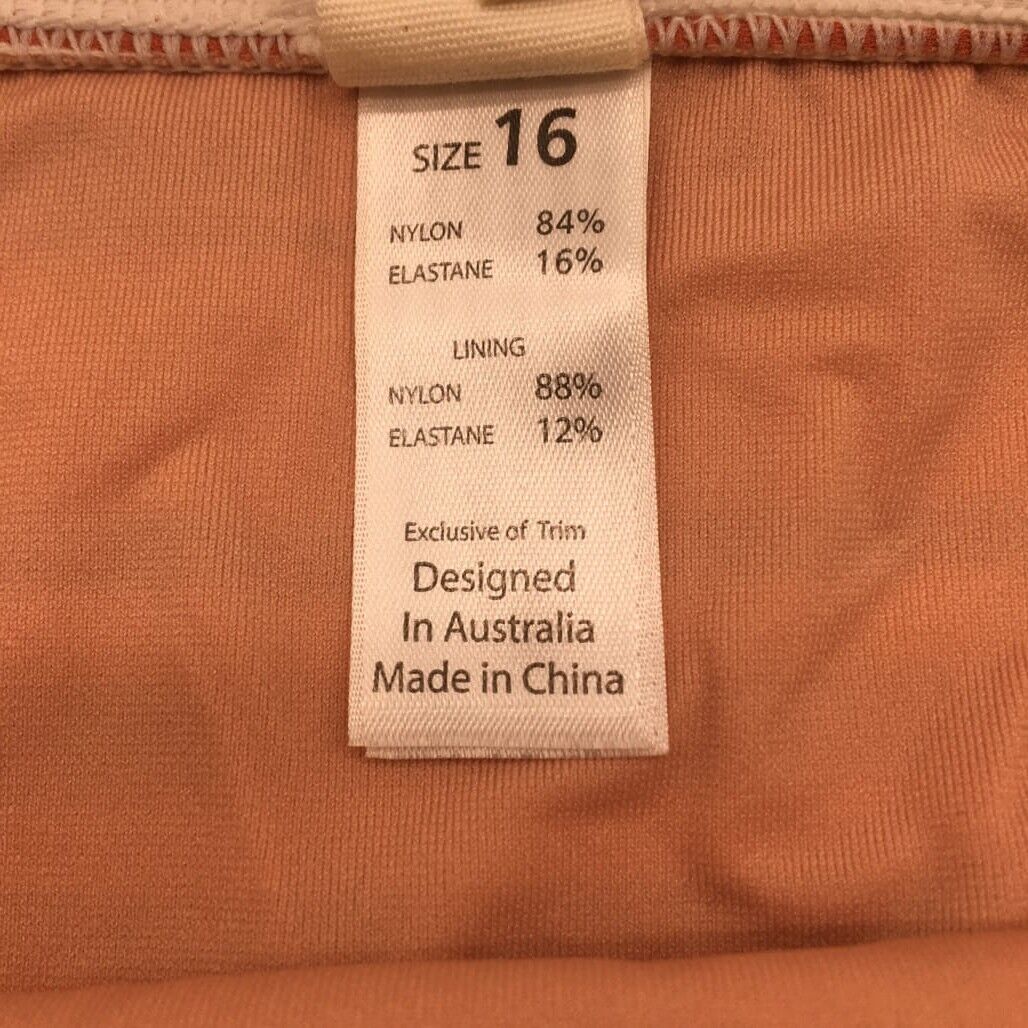 SIZE 16
NYLON 84%
ELASTANE 16%
LINING
NYLON 88%
ELASTANE 12%
Exclusive of Trim
Designed
In Australia
Made in China